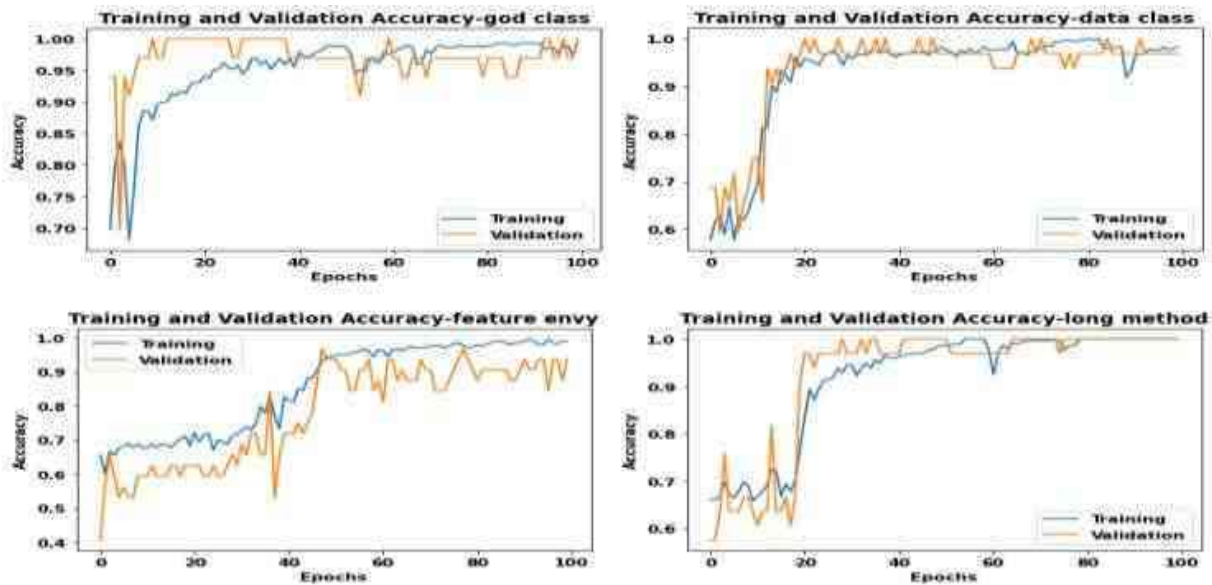 Training and Validation Accuracy-god class
1.00
0.95
0.90
0.85
0.80
0.75
0.70
Accuracy
Training
Validation
0 20 40 60 80 100
Epochs
Training and Validation Accuracy-data class
1.0
0.9
0.8
0.7
0.6
Accuracy
Training
Validation
0 20 40 60 80 100
Epochs
Training and Validation Accuracy-feature envy
1.0
0.9
0.8
0.7
0.6
0.5
0.4
Accuracy
Training
Validation
0 20 40 60 80 100
Epochs
Training and Validation Accuracy-long method
1.0
0.9
0.8
0.7
0.6
Accuracy
Training
Validation
0 20 40 60 80 100
Epochs